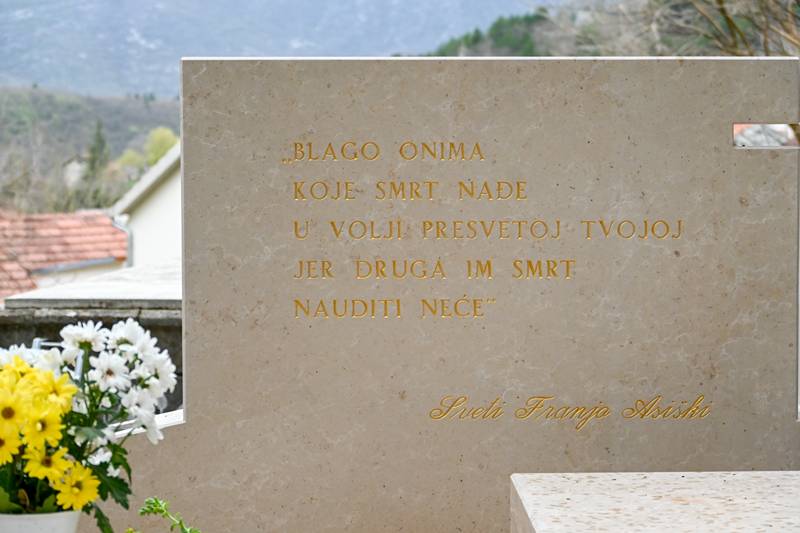 „BLAGO ONIMA
KOJE SMRT NAĐE
U VOLJI PRESVETOJ TVOJOJ
JER DRUGA IM SMRT
NAUDITI NEĆE"
Sveti Franjo Asiški